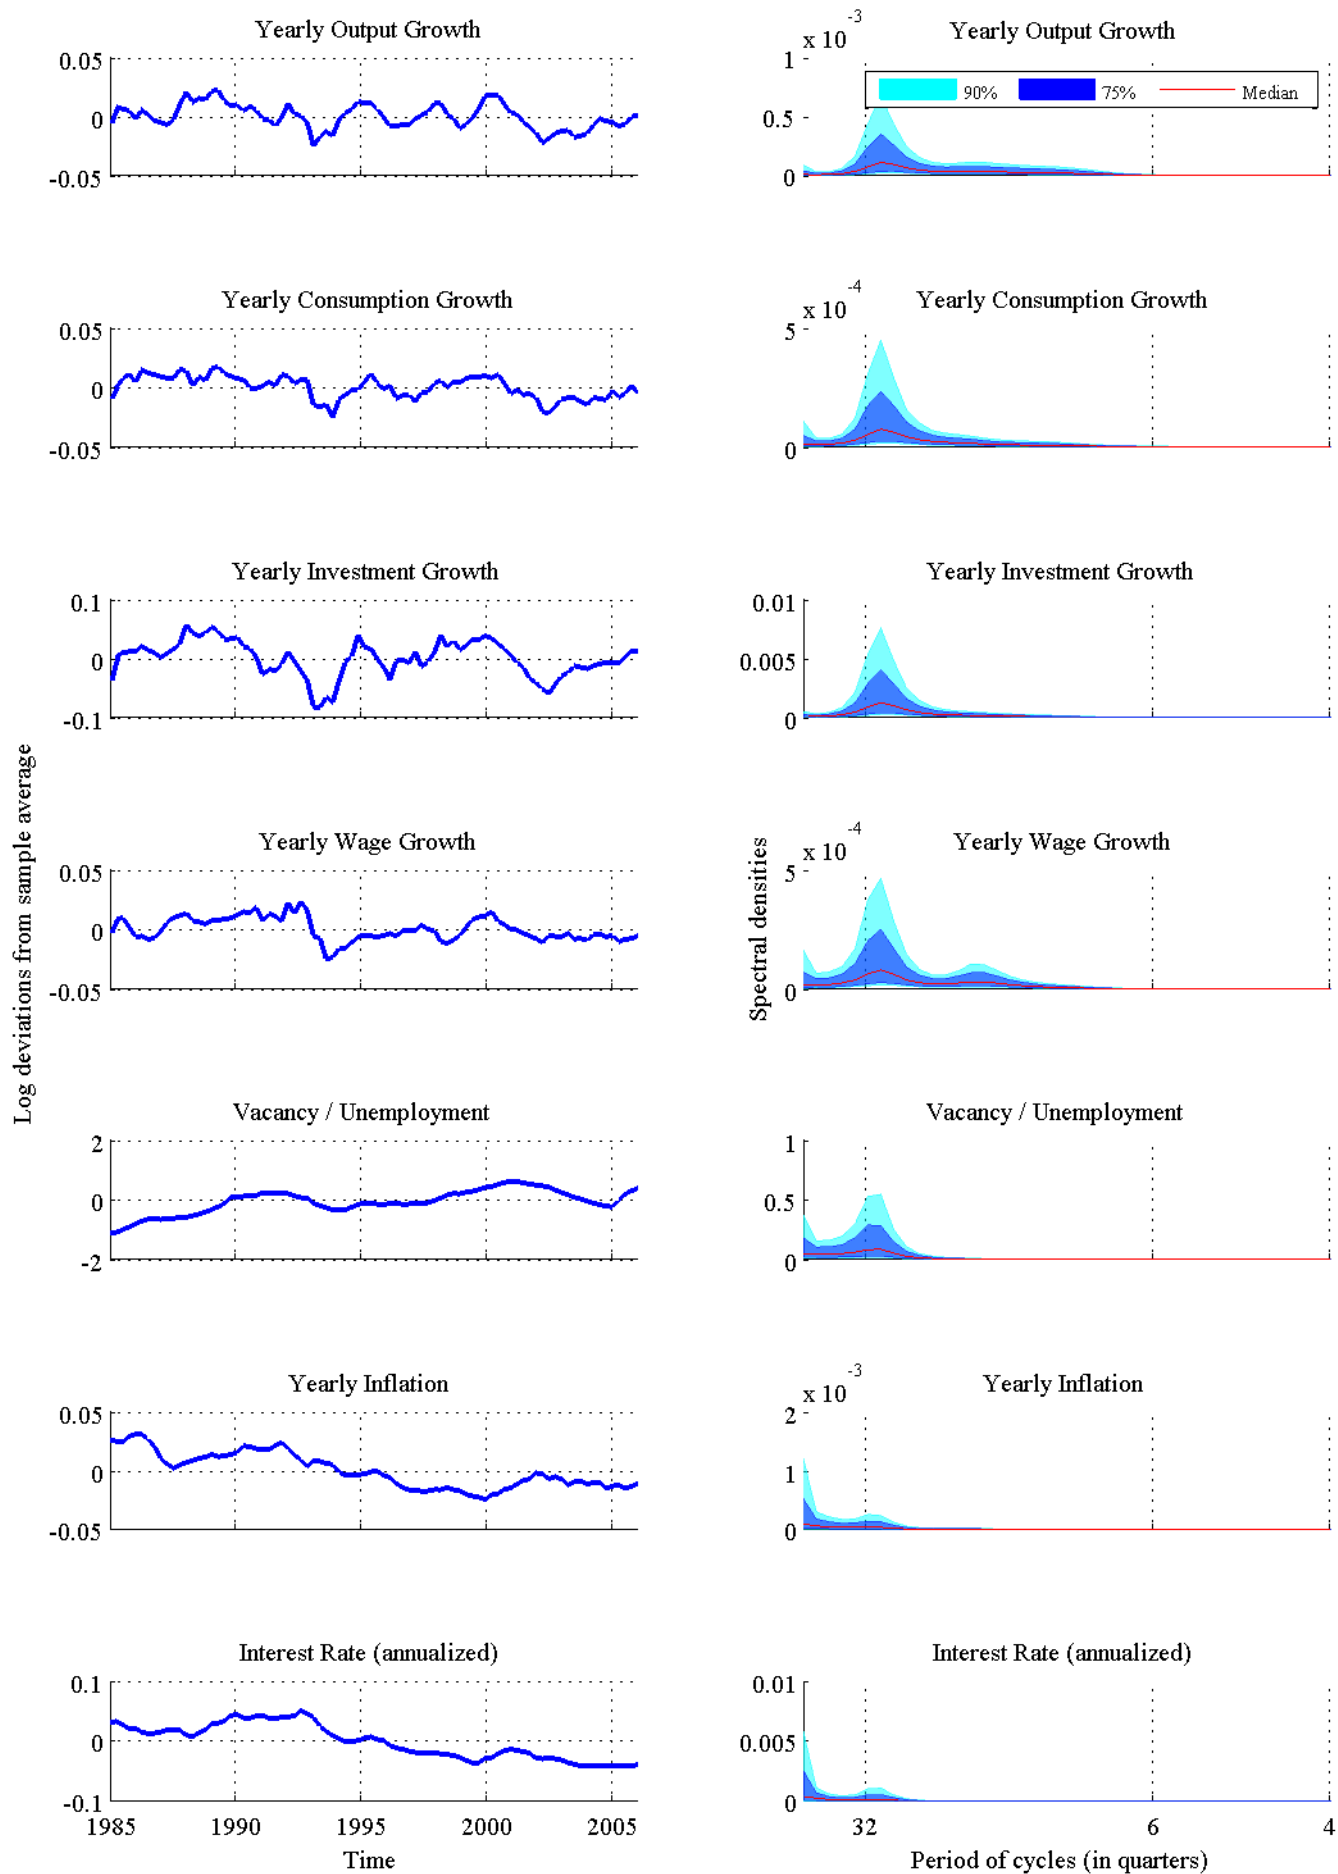 Yearly Output Growth
0.05
0
-0.05
Yearly Output Growth
x 10
-3
1
0.5
0
90%
75%
Median
Yearly Consumption Growth
0.05
0
-0.05
Yearly Consumption Growth
x 10
-4
5
0
Yearly Investment Growth
0.1
0
-0.1
Yearly Investment Growth
0.01
0.005
0
Log deviations from sample average
Yearly Wage Growth
0.05
0
-0.05
Spectral densities
Yearly Wage Growth
x 10
-4
5
0
Vacancy / Unemployment
2
0
-2
Vacancy / Unemployment
1
0.5
0
Yearly Inflation
0.05
0
-0.05
Yearly Inflation
x 10
-3
2
1
0
Interest Rate (annualized)
0.1
0
-0.1
1985 1990 1995 2000 2005
Time
Interest Rate (annualized)
0.01
0.005
0
32 6 4
Period of cycles (in quarters)